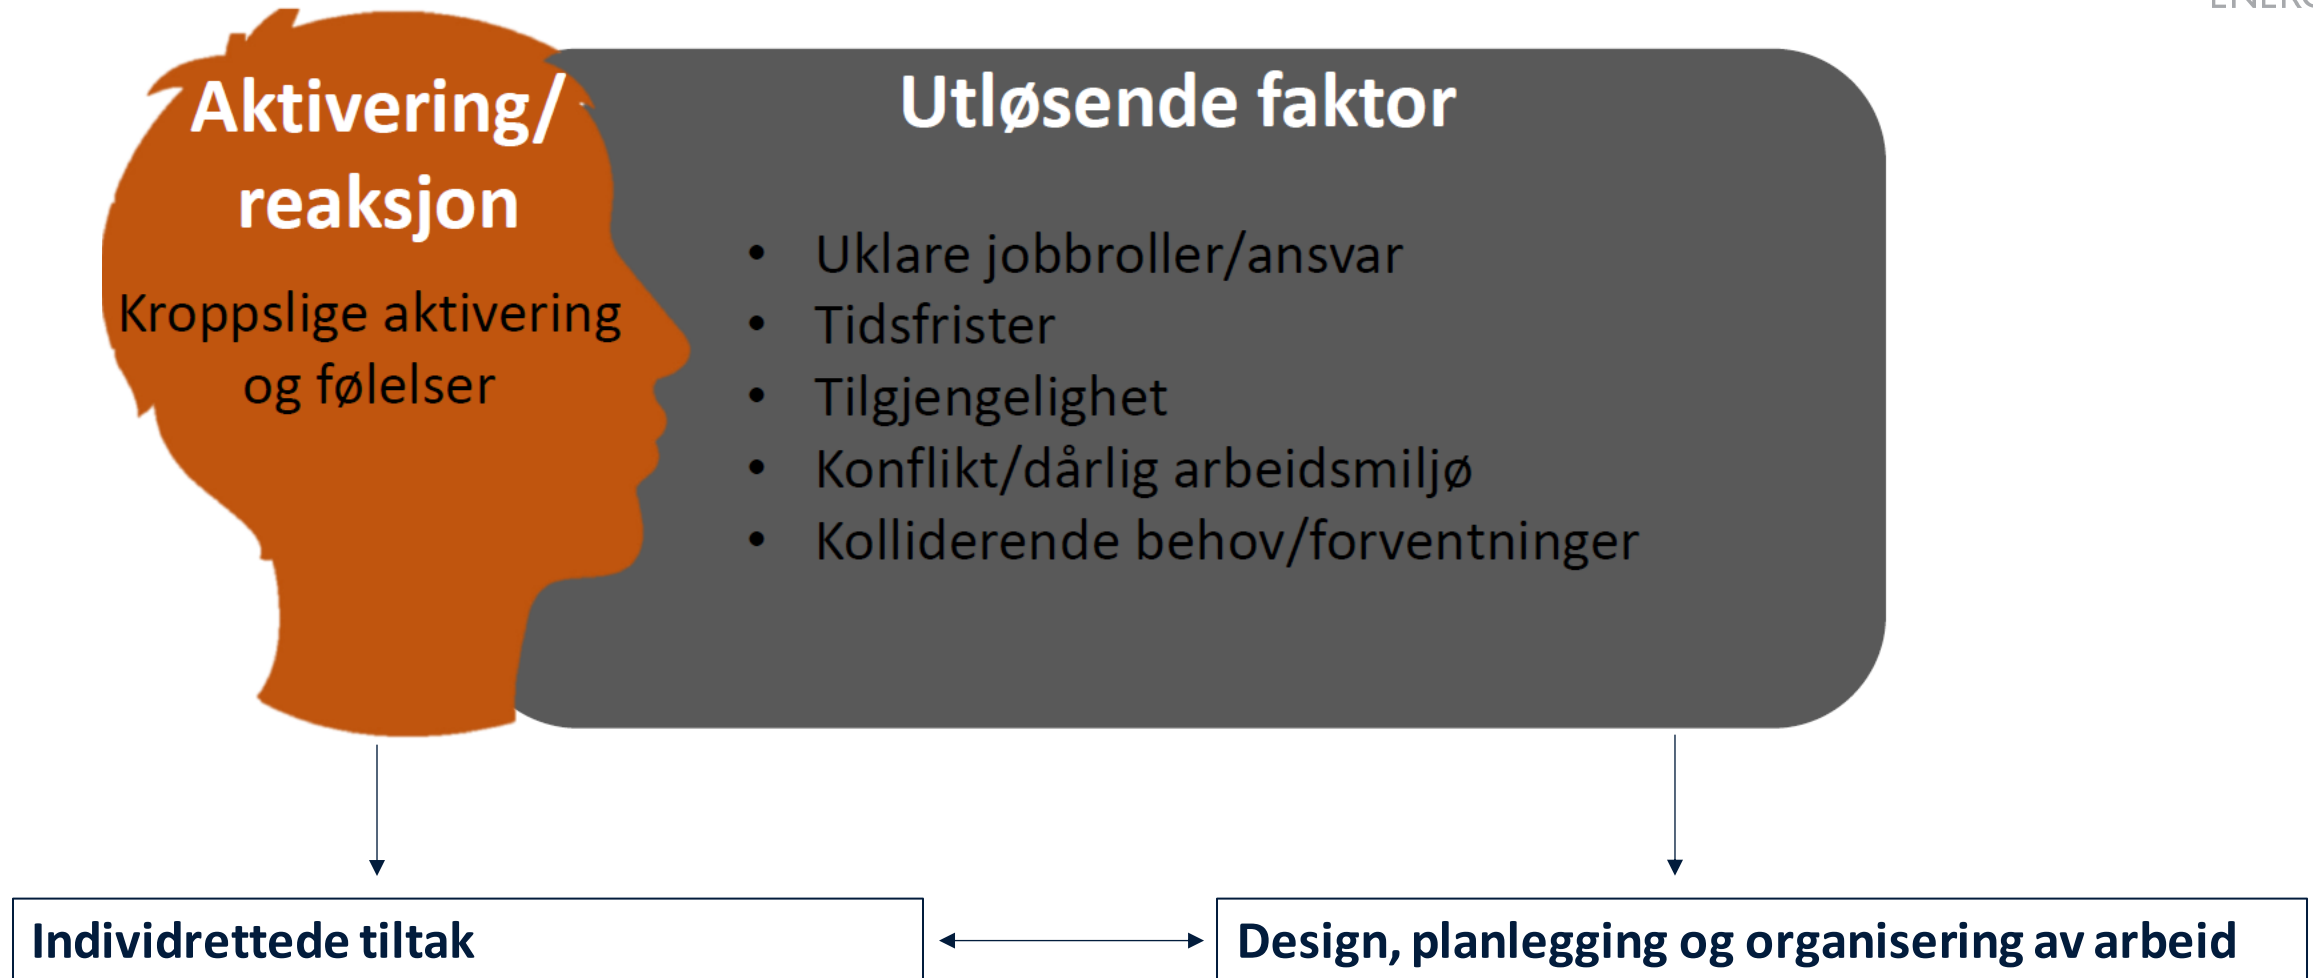 Aktivering/
reaksjon
Kroppslige aktivering
og følelser
Utløsende faktor
• Uklare jobbroller/ansvar
• Tidsfrister
• Tilgjengelighet
• Konflikt/dårlig arbeidsmiljø
• Kolliderende behov/forventninger
Individrettede tiltak
Design, planlegging og organisering av arbeid